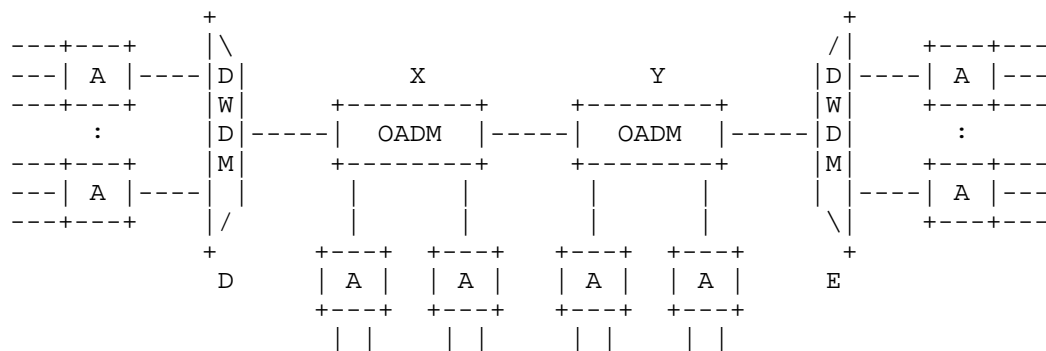 + +
---+---+ |\ /| +---+---
---| A |----|D| X Y |D|----| A |---
---+---+ |W| +--------+ +--------+ |W| +---+---
: |D|-----| OADM |-----| OADM |-----|D| :
---+---+ |M| +--------+ +--------+ |M| +---+---
---| A |----| | | | | | | |----| A |---
---+---+ |/ | | | | \| +---+---
+ +---+ +---+ +---+ +---+ +
D | A | | A | | A | | A | E
+---+ +---+ +---+ +---+
| | | | | | | |